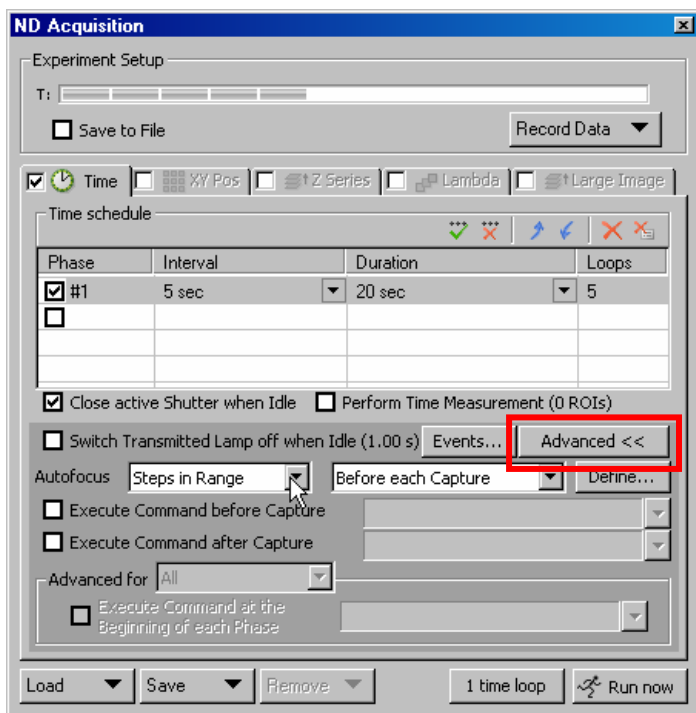 ND Acquisition
Experiment Setup
T:
Save to File
Record Data
Time XY Pos Z Series Lambda Large Image
Time schedule
Phase Interval Duration Loops
#1 5 sec 20 sec 5
Close active Shutter when Idle Perform Time Measurement (0 ROIs)
Switch Transmitted Lamp off when Idle (1.00 s) Events... Advanced <<
Autofocus Steps in Range Before each Capture Define...
Execute Command before Capture
Execute Command after Capture
Advanced for All
Execute Command at the
Beginning of each Phase
Load Save Remove 1 time loop Run now